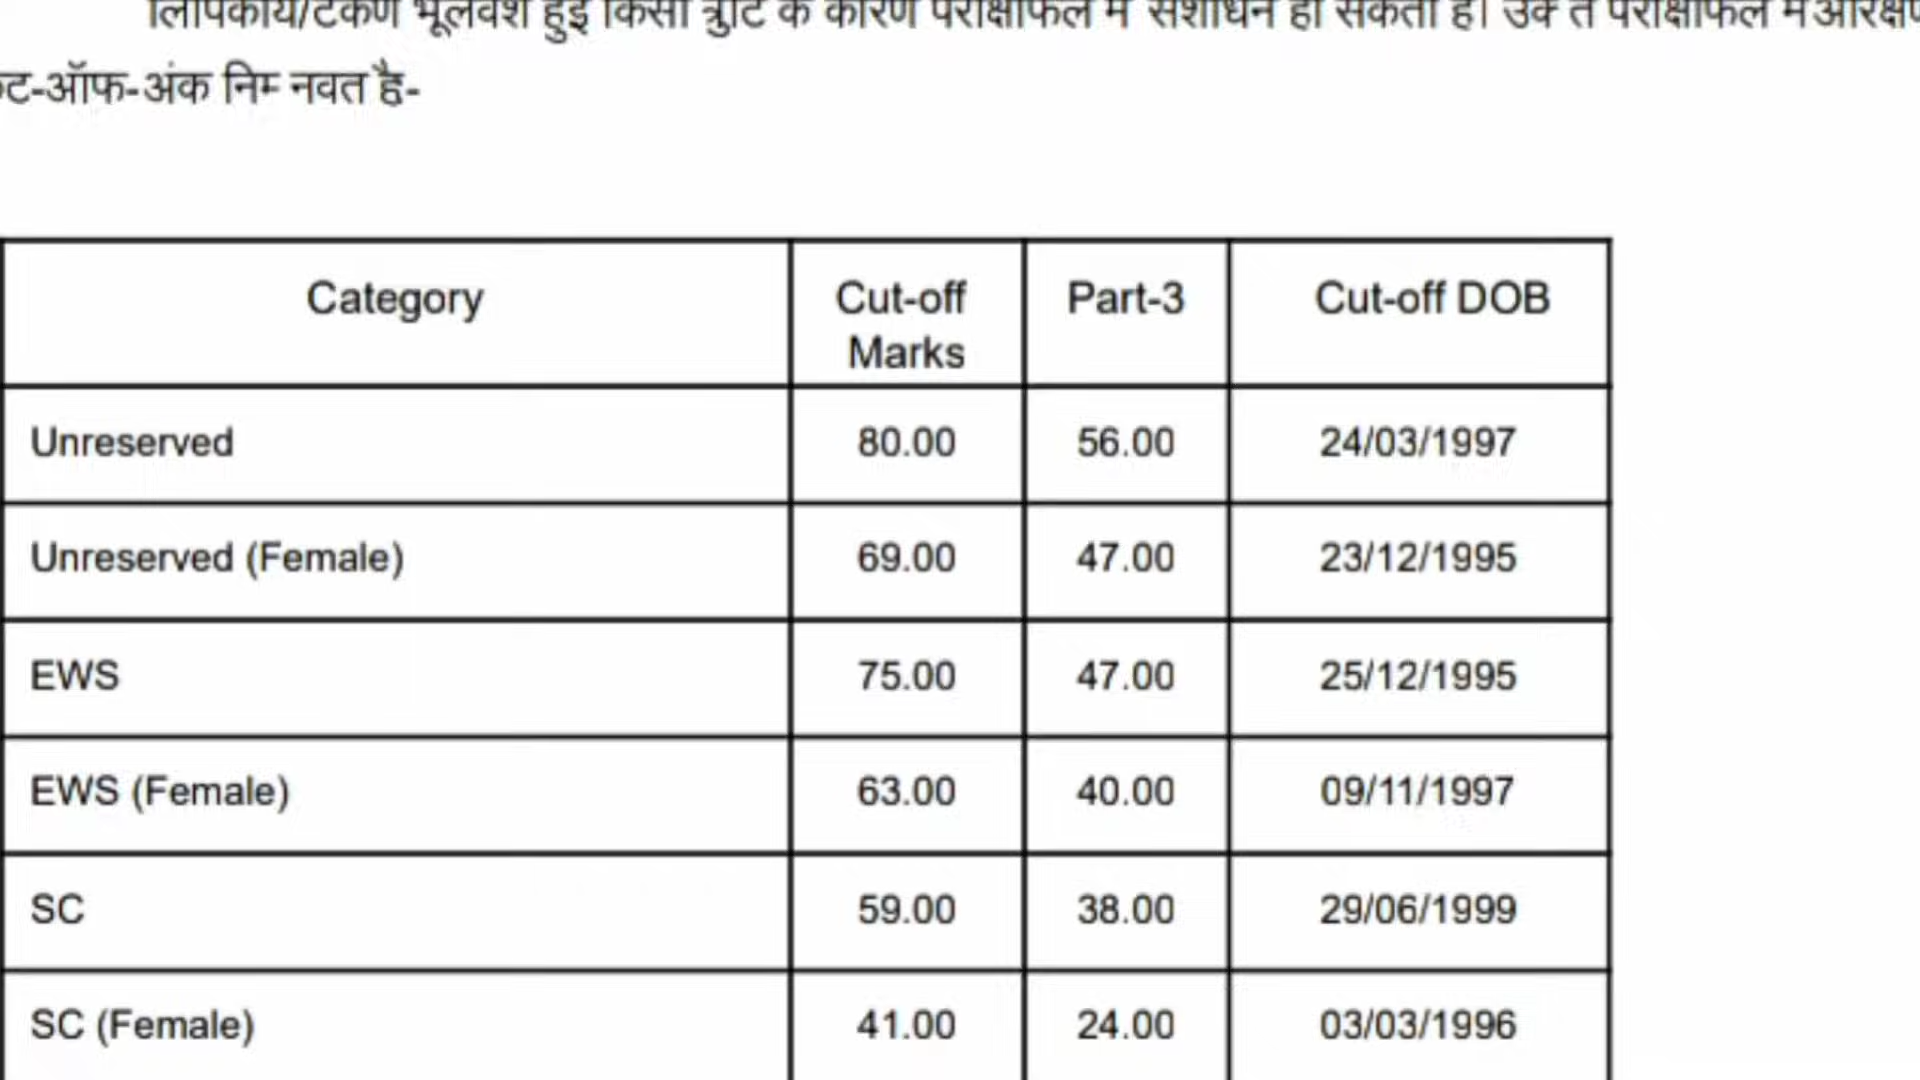 लिपिकीय/टंकण भूलवश हुई किसी त्रुटि के कारण परीक्षाफल में संशोधन हो सकता है। उक्त परीक्षाफल में
-ऑफ-अंक निम्नवत है-
Category Cut-off Marks Part-3 Cut-off DOB
Unreserved 80.00 56.00 24/03/1997
Unreserved (Female) 69.00 47.00 23/12/1995
EWS 75.00 47.00 25/12/1995
EWS (Female) 63.00 40.00 09/11/1997
SC 59.00 38.00 29/06/1999
SC (Female) 41.00 24.00 03/03/1996